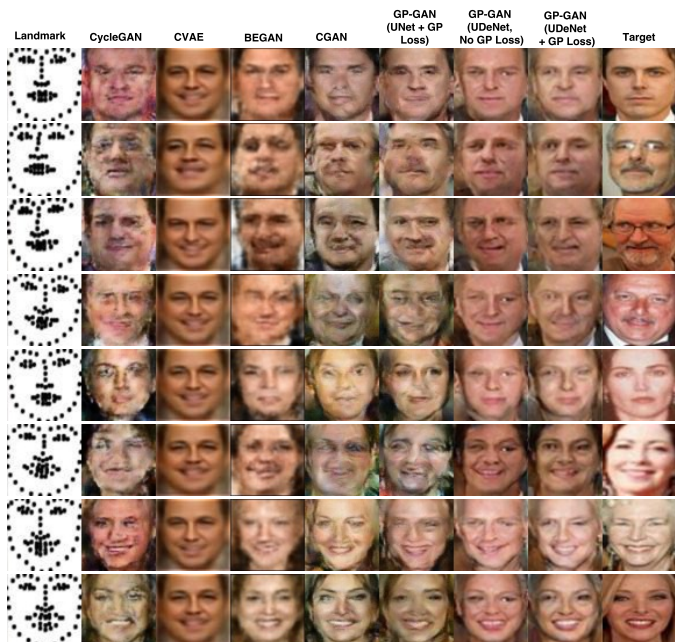 Landmark CycleGAN CVAE BEGAN CGAN GP-GAN GP-GAN GP-GAN Target
(UNet + GP (UDeNet, (UDeNet
Loss) No GP Loss) + GP Loss)